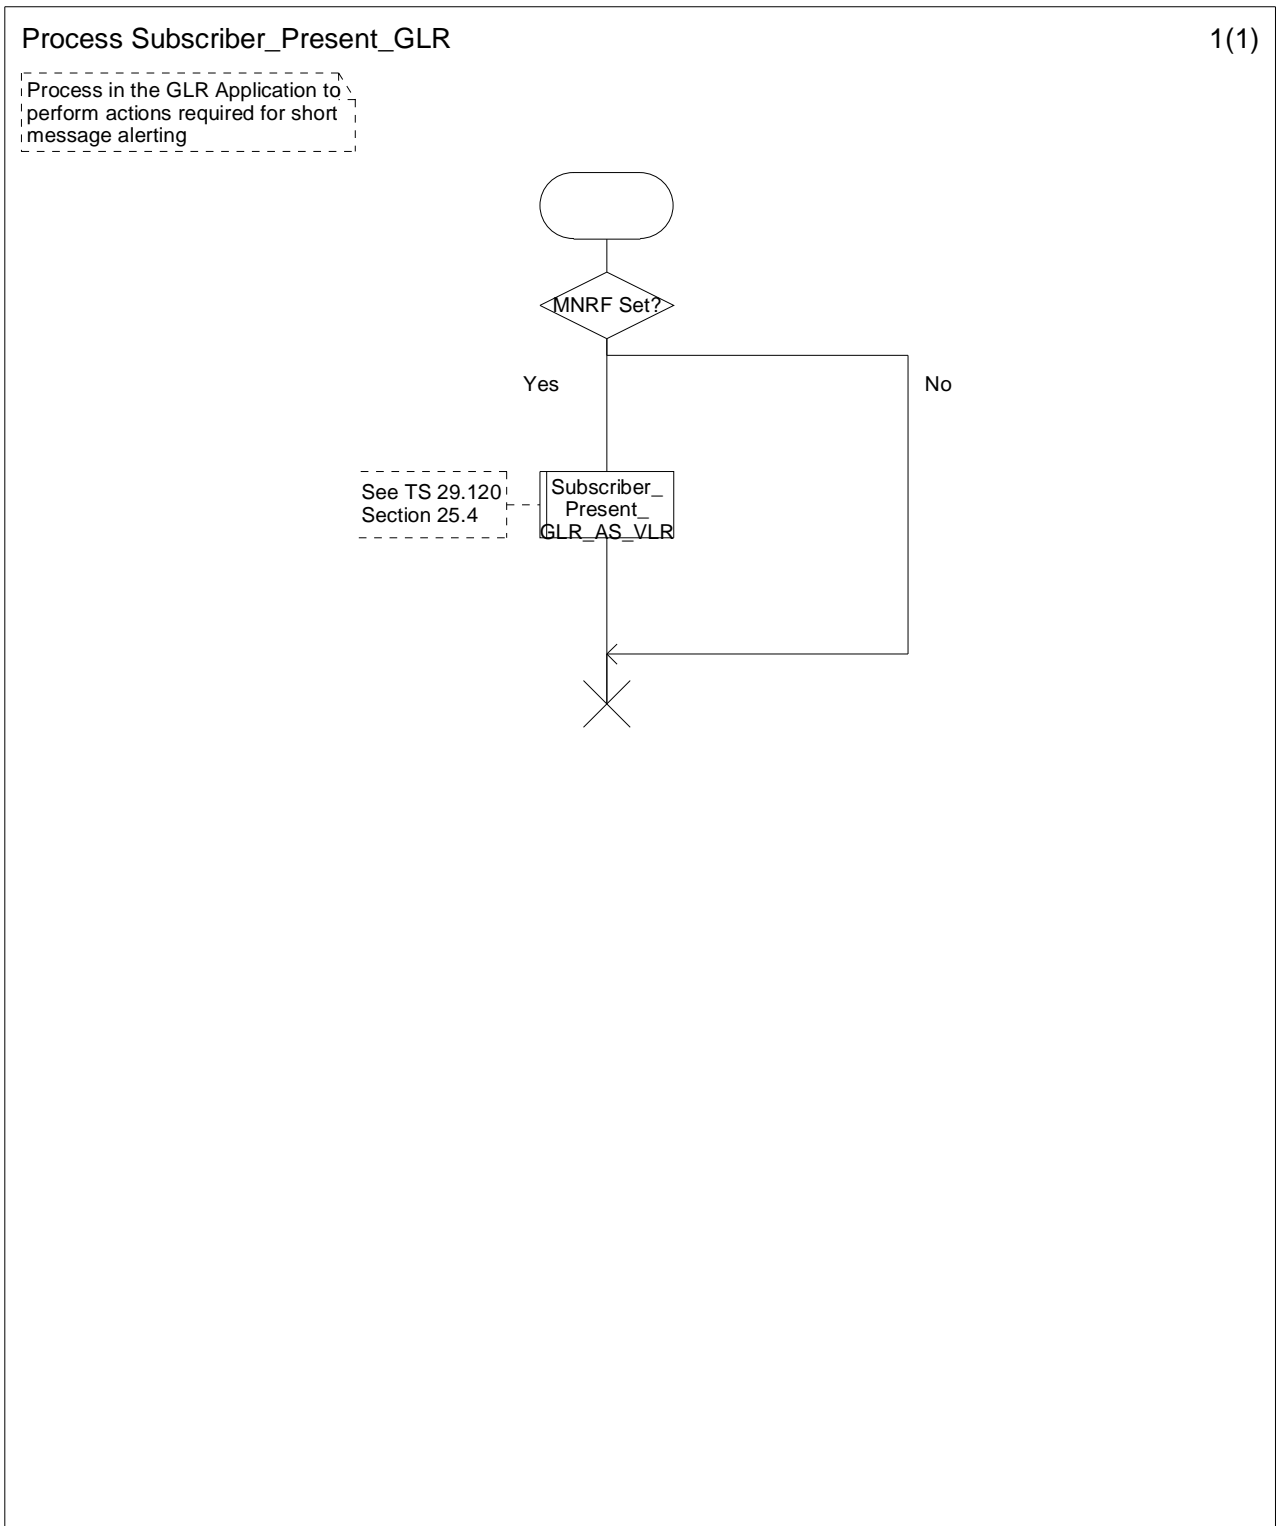 Process Subscriber_Present_GLR
1(1)
Process in the GLR Application to
perform actions required for short
message alerting
MNRF Set?
Yes
No
See TS 29.120
Section 25.4
Subscriber_
Present_
GLR_AS_VLR